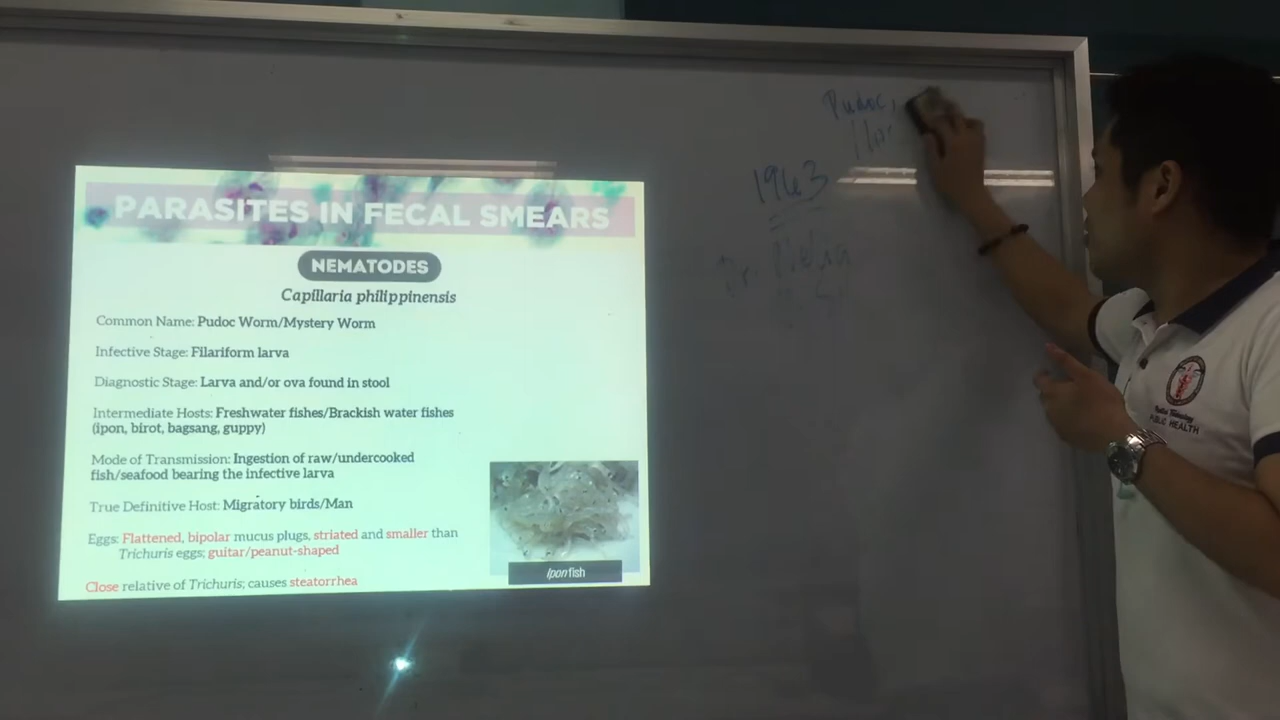 PARASITES IN FECAL SMEARS
NEMATODES
Capillaria philippinensis
Common Name: Pudoc Worm/Mystery Worm
Infective Stage: Filariform larva
Diagnostic Stage: Larva and/or ova found in stool
Intermediate Hosts: Freshwater fishes/Brackish water fishes
(ipon, birot, bagsang, guppy)
Mode of Transmission: Ingestion of raw/undercooked
fish/seafood bearing the infective larva
True Definitive Host: Migratory birds/Man
Eggs: Flattened, bipolar mucus plugs, striated and smaller than
Trichuris eggs; guitar/peanut-shaped
Close relative of Trichuris; causes steatorrhea
Ipon fish
Pudoc,
1963
Dr.
PUBLIC HEALTH